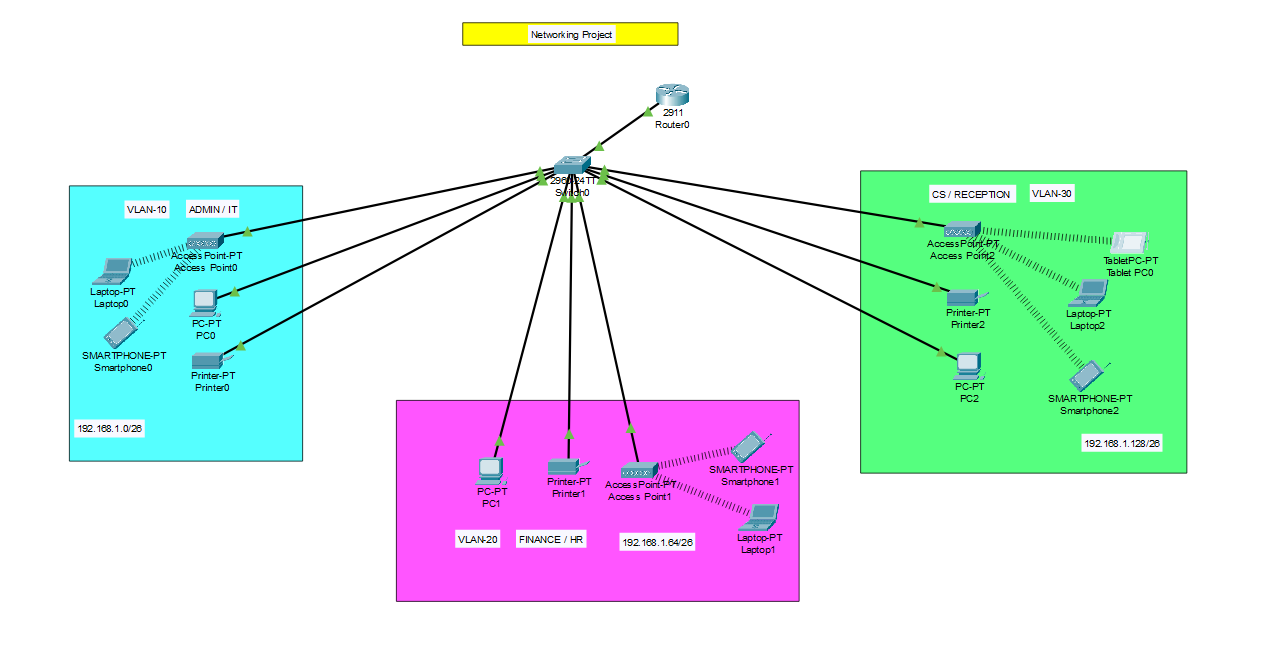 Networking Project
2911
Router0
2960-24TT
Switch0
VLAN-10
ADMIN / IT
AccessPoint-PT
Access Point0
Laptop-PT
Laptop0
PC-PT
PC0
SMARTPHONE-PT
Smartphone0
Printer-PT
Printer0
192.168.1.0/26
CS / RECEPTION
VLAN-30
AccessPoint-PT
Access Point2
TabletPC-PT
Tablet PC0
Printer-PT
Printer2
Laptop-PT
Laptop2
PC-PT
PC2
SMARTPHONE-PT
Smartphone2
192.168.1.128/26
PC-PT
PC1
Printer-PT
Printer1
AccessPoint-PT
Access Point1
SMARTPHONE-PT
Smartphone1
Laptop-PT
Laptop1
VLAN-20
FINANCE / HR
192.168.1.64/26